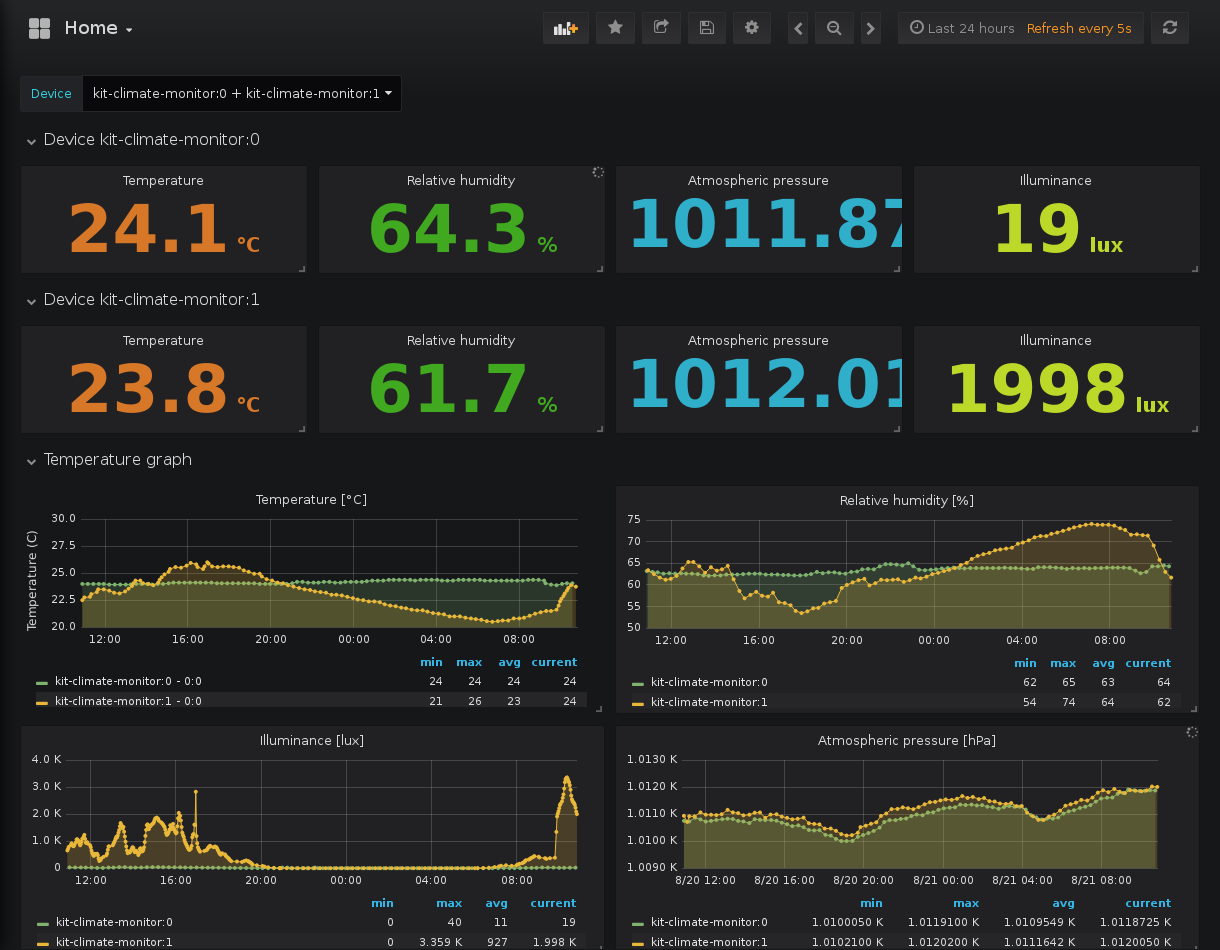 Home
Last 24 hours Refresh every 5s
Device kit-climate-monitor:0 + kit-climate-monitor:1
Device kit-climate-monitor:0
Temperature Relative humidity Atmospheric pressure Illuminance
24.1 °C 64.3 % 1011.87 19 lux
Device kit-climate-monitor:1
Temperature Relative humidity Atmospheric pressure Illuminance
23.8 °C 61.7 % 1012.01 1998 lux
Temperature graph
Temperature [°C]
Temperature (C)
30.0
27.5
25.0
22.5
20.0
12:00 16:00 20:00 00:00 04:00 08:00
min max avg current
kit-climate-monitor:0 - 0:0 24 24 24 24
kit-climate-monitor:1 - 0:0 21 26 23 24
Relative humidity [%]
75
70
65
60
55
50
12:00 16:00 20:00 00:00 04:00 08:00
min max avg current
kit-climate-monitor:0 62 65 63 64
kit-climate-monitor:1 54 74 64 62
Illuminance [lux]
4.0 K
3.0 K
2.0 K
1.0 K
0
12:00 16:00 20:00 00:00 04:00 08:00
min max avg current
kit-climate-monitor:0 0 40 11 19
kit-climate-monitor:1 0 3.359 K 927 1.998 K
Atmospheric pressure [hPa]
1.0130 K
1.0120 K
1.0110 K
1.0100 K
1.0090 K
8/20 12:00 8/20 16:00 8/20 20:00 8/21 00:00 8/21 04:00 8/21 08:00
min max avg current
kit-climate-monitor:0 1.0100050 K 1.0119100 K 1.0109549 K 1.0118725 K
kit-climate-monitor:1 1.0102100 K 1.0120200 K 1.0111642 K 1.0120050 K